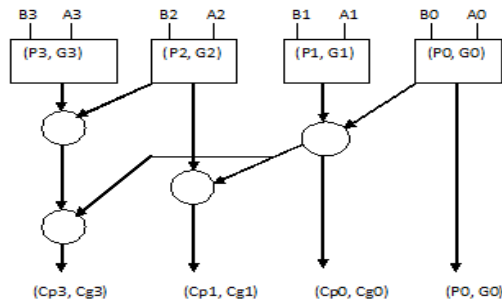 B3 A3 B2 A2 B1 A1 B0 A0
(P3, G3) (P2, G2) (P1, G1) (P0, G0)
(Cp3, Cg3) (Cp1, Cg1) (Cp0, Cg0) (P0, G0)